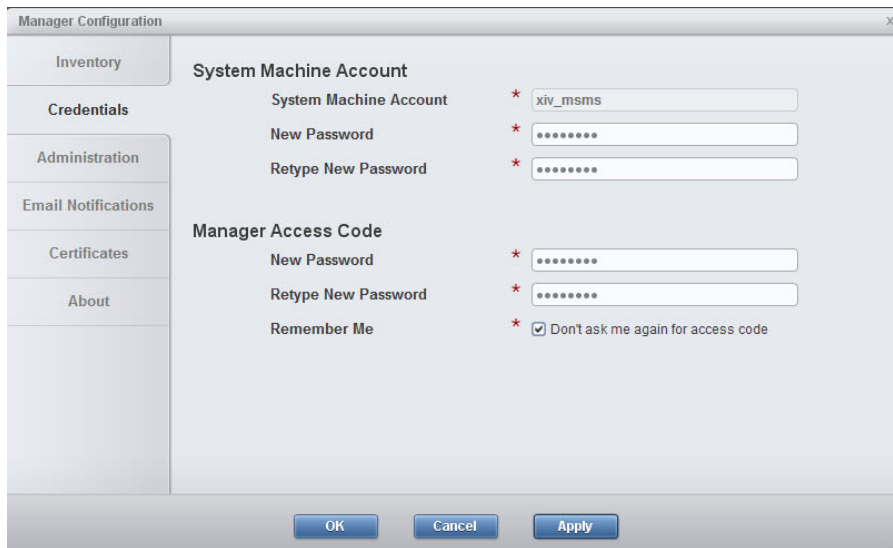 Manager Configuration x
Inventory
Credentials
Administration
Email Notifications
Certificates
About
System Machine Account
System Machine Account * xiv_msms
New Password * ●●●●●●●●
Retype New Password * ●●●●●●●●
Manager Access Code
New Password * ●●●●●●●●
Retype New Password * ●●●●●●●●
Remember Me * Don't ask me again for access code
OK Cancel Apply